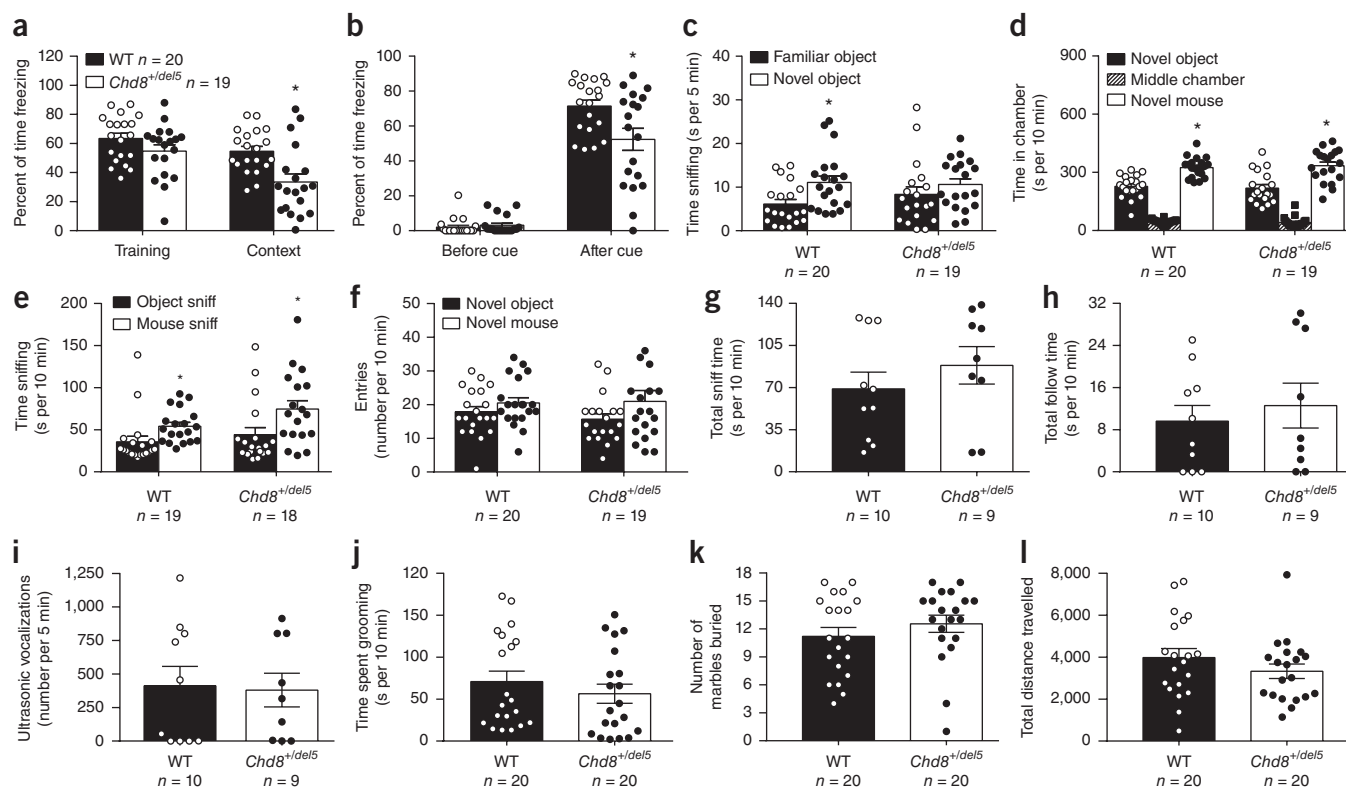 a
Percent of time freezing
120
100
80
60
40
20
0
WT n = 20
Chd8+/del5 n = 19
*
Training
Context
b
Percent of time freezing
100
80
60
40
20
0
*
Before cue
After cue
c
Time sniffing (s per 5 min)
40
30
20
10
0
Familiar object
Novel object
*
WT
n = 20
Chd8+/del5
n = 19
d
Time in chamber
(s per 10 min)
900
600
300
0
Novel object
Middle chamber
Novel mouse
*
*
WT
n = 20
Chd8+/del5
n = 19
e
Time sniffing
(s per 10 min)
200
150
100
50
0
Object sniff
Mouse sniff
*
*
WT
n = 19
Chd8+/del5
n = 18
f
Entries
(number per 10 min)
50
40
30
20
10
0
Novel object
Novel mouse
WT
n = 20
Chd8+/del5
n = 19
g
Total sniff time
(s per 10 min)
140
105
70
35
0
WT
n = 10
Chd8+/del5
n = 9
h
Total follow time
(s per 10 min)
32
24
16
8
0
WT
n = 10
Chd8+/del5
n = 9
i
Ultrasonic vocalizations
(number per 5 min)
1,250
1,000
750
500
250
0
WT
n = 10
Chd8+/del5
n = 9
j
Time spent grooming
(s per 10 min)
200
150
100
50
0
WT
n = 20
Chd8+/del5
n = 20
k
Number of
marbles buried
18
15
12
9
6
3
0
WT
n = 20
Chd8+/del5
n = 20
l
Total distance travelled
8,000
6,000
4,000
2,000
0
WT
n = 20
Chd8+/del5
n = 20